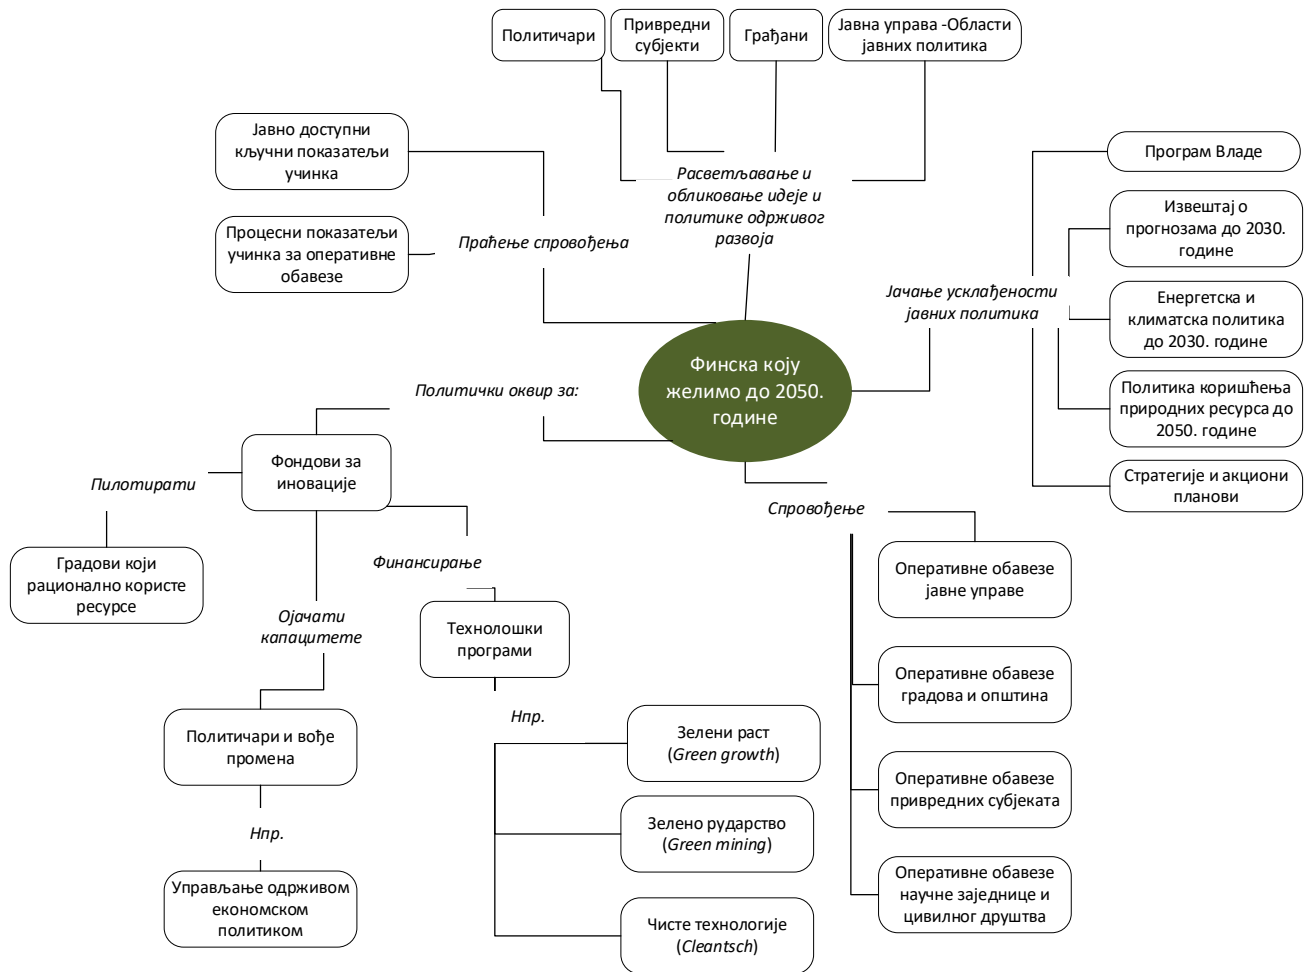 Политичари
Привредни
субјекти
Грађани
Јавна управа -Области
јавних политика
Јавно доступни
кључни показатељи
учинка
Процесни показатељи
учинка за оперативне
обавезе
Праћење спровођења
Расветљавање и
обликовање идеје и
политике одрживог
развоја
Јачање усклађености
јавних политика
Програм Владе
Извештај о
прогнозама до 2030.
године
Енергетска и
климатска политика
до 2030. године
Политика коришћења
природних ресурса до
2050. године
Стратегије и акциони
планови
Финска коју
желимо до 2050.
године
Политички оквир за:
Фондови за
иновације
Пилотирати
Градови који
рационално користе
ресурсе
Ојачати
капацитете
Финансирање
Технолошки
програми
Политичари и вође
промена
Нпр.
Управљање одрживом
економском
политиком
Нпр.
Зелени раст
(Green growth)
Зелено рударство
(Green mining)
Чисте технологије
(Cleantsch)
Спровођење
Оперативне обавезе
јавне управе
Оперативне обавезе
градова и општина
Оперативне обавезе
привредних субјеката
Оперативне обавезе
научне заједнице и
цивилног друштва